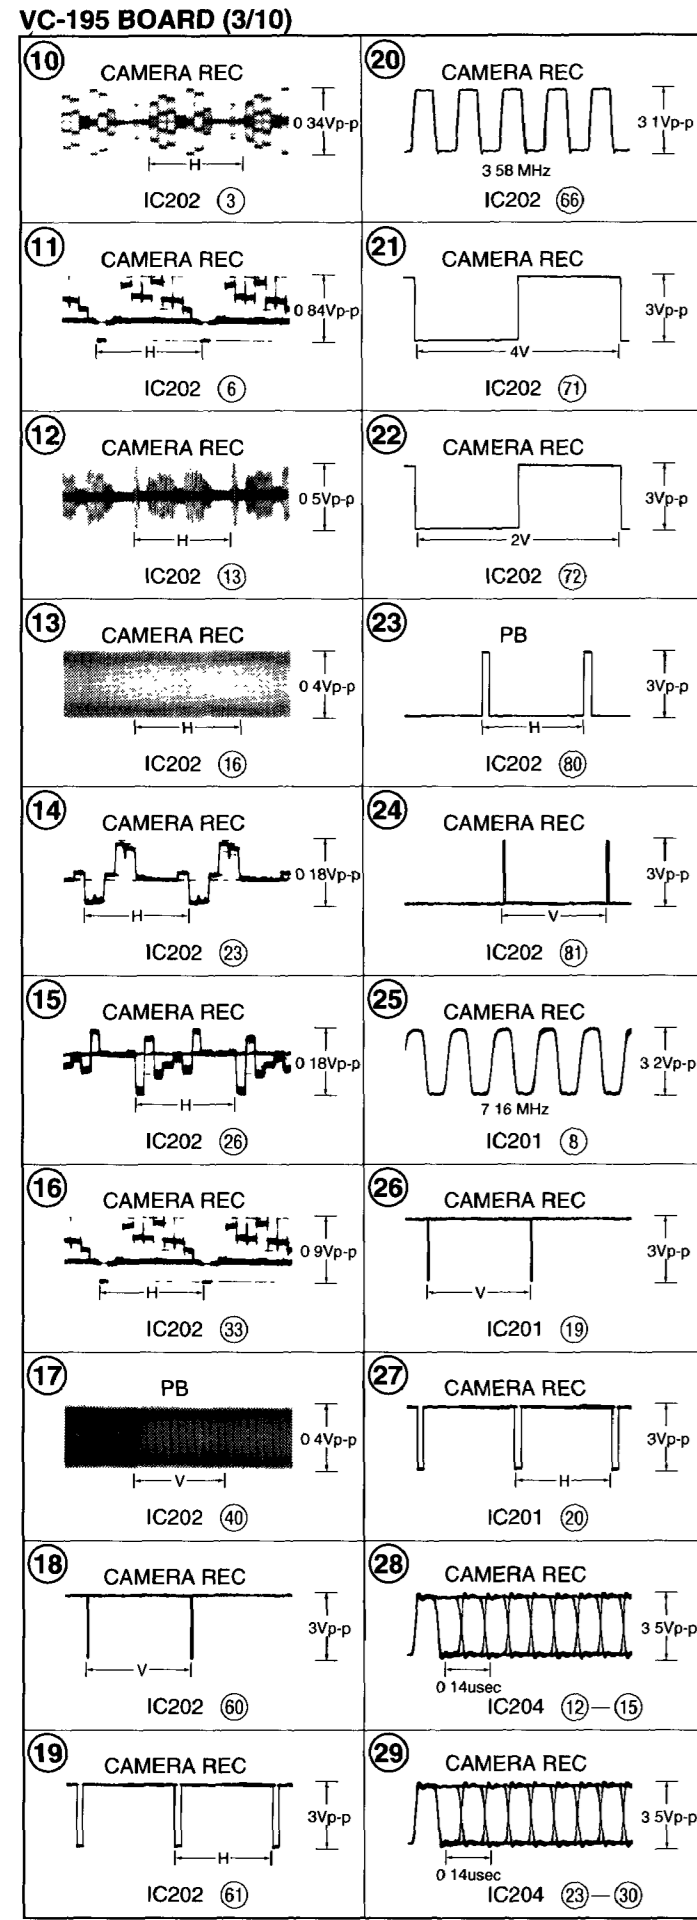 VC-195 BOARD (3/10)
10
CAMERA REC
0 34Vp-p
H
IC202 3
11
CAMERA REC
0 84Vp-p
H
IC202 6
12
CAMERA REC
0 5Vp-p
H
IC202 13
13
CAMERA REC
0 4Vp-p
H
IC202 16
14
CAMERA REC
0 18Vp-p
H
IC202 23
15
CAMERA REC
0 18Vp-p
H
IC202 26
16
CAMERA REC
0 9Vp-p
H
IC202 33
17
PB
0 4Vp-p
V
IC202 40
18
CAMERA REC
3Vp-p
V
IC202 60
19
CAMERA REC
3Vp-p
H
IC202 61
20
CAMERA REC
3 1Vp-p
3 58 MHz
IC202 66
21
CAMERA REC
3Vp-p
4V
IC202 71
22
CAMERA REC
3Vp-p
2V
IC202 72
23
PB
3Vp-p
H
IC202 80
24
CAMERA REC
3Vp-p
V
IC202 81
25
CAMERA REC
3 2Vp-p
7 16 MHz
IC201 8
26
CAMERA REC
3Vp-p
V
IC201 19
27
CAMERA REC
3Vp-p
H
IC201 20
28
CAMERA REC
3 5Vp-p
0 14usec
IC204 12—15
29
CAMERA REC
3 5Vp-p
0 14usec
IC204 23—30